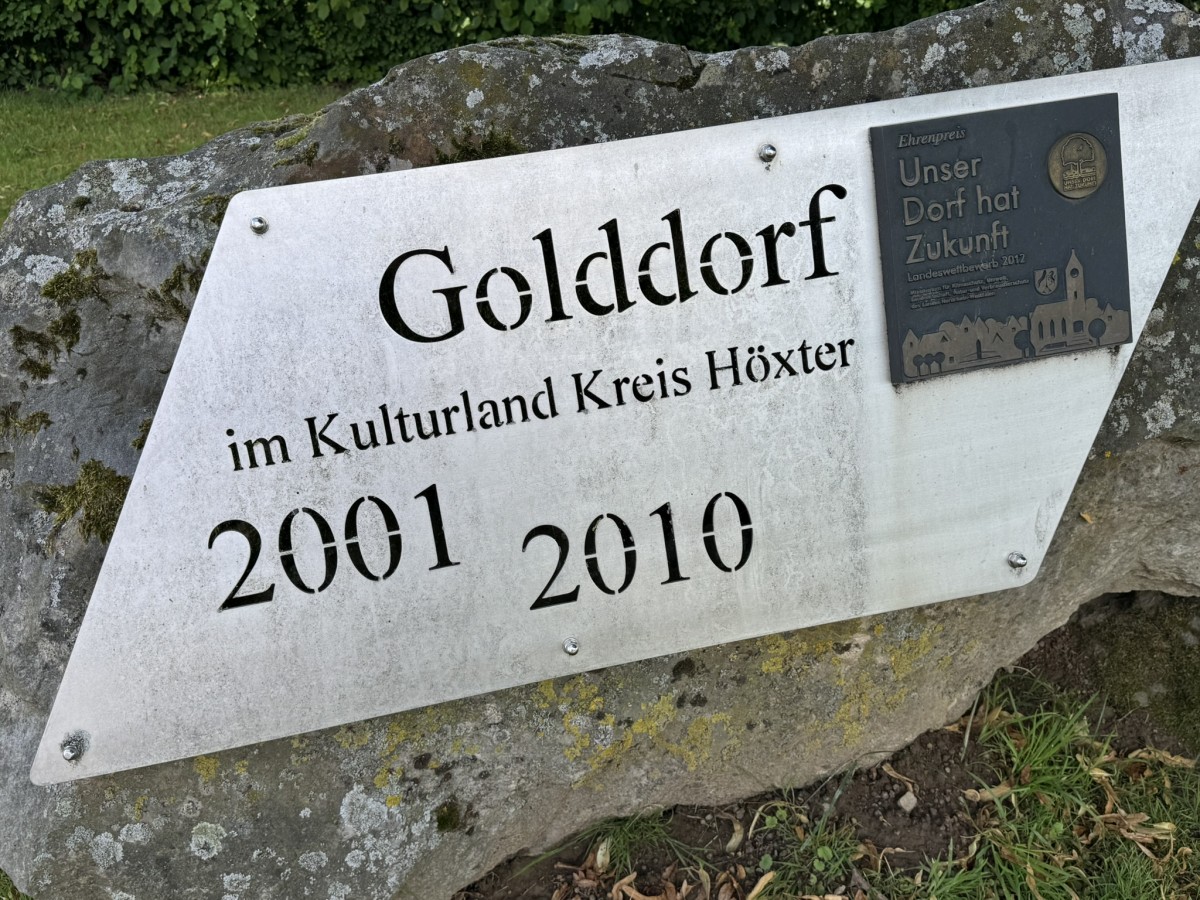 Golddorf
im Kulturland Kreis Höxter
2001 2010
Ehrenpreis
Unser
Dorf hat
Zukunft
Landeswettbewerb 2012